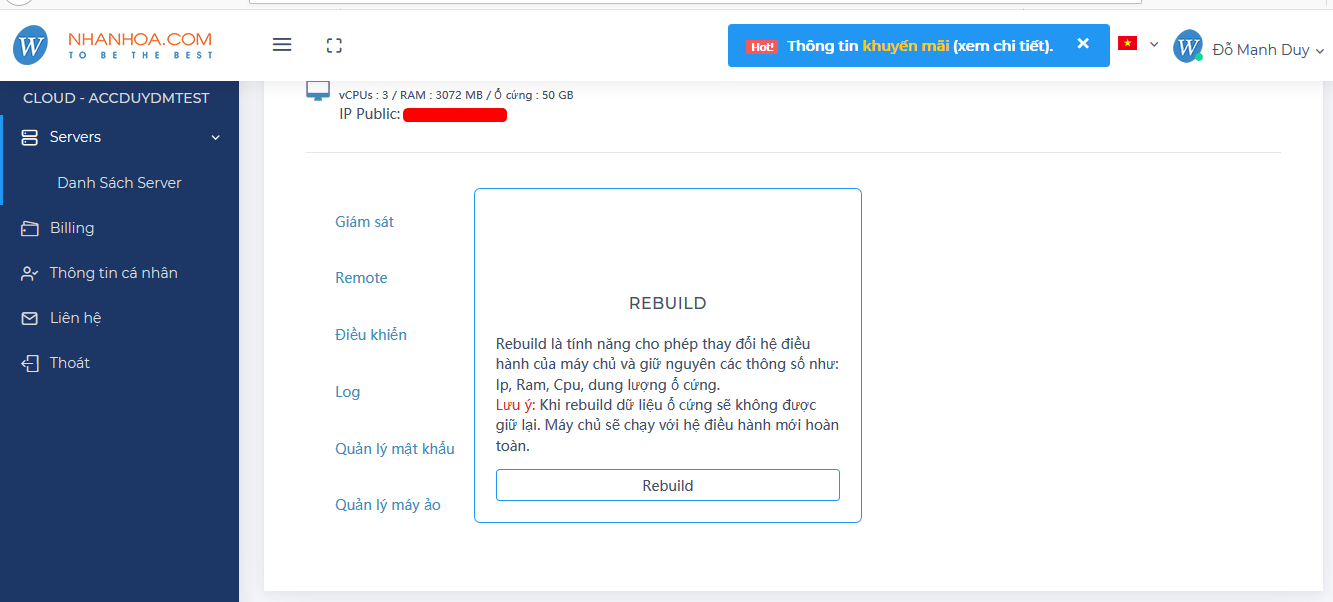 W NHANHOA.COM
TO BE THE BEST
Hot! Thông tin khuyến mãi (xem chi tiết). ×
W Đỗ Mạnh Duy
CLOUD - ACCDUYDMTEST
Servers
Danh Sách Server
Billing
Thông tin cá nhân
Liên hệ
Thoát
vCPUs : 3 / RAM : 3072 MB / Ổ cứng : 50 GB
IP Public:
Giám sát
Remote
Điều khiển
Log
Quản lý mật khẩu
Quản lý máy ảo
REBUILD
Rebuild là tính năng cho phép thay đổi hệ điều
hành của máy chủ và giữ nguyên các thông số như:
Ip, Ram, Cpu, dung lượng ổ cứng.
Lưu ý: Khi rebuild dữ liệu ổ cứng sẽ không được
giữ lại. Máy chủ sẽ chạy với hệ điều hành mới hoàn
toàn.
Rebuild